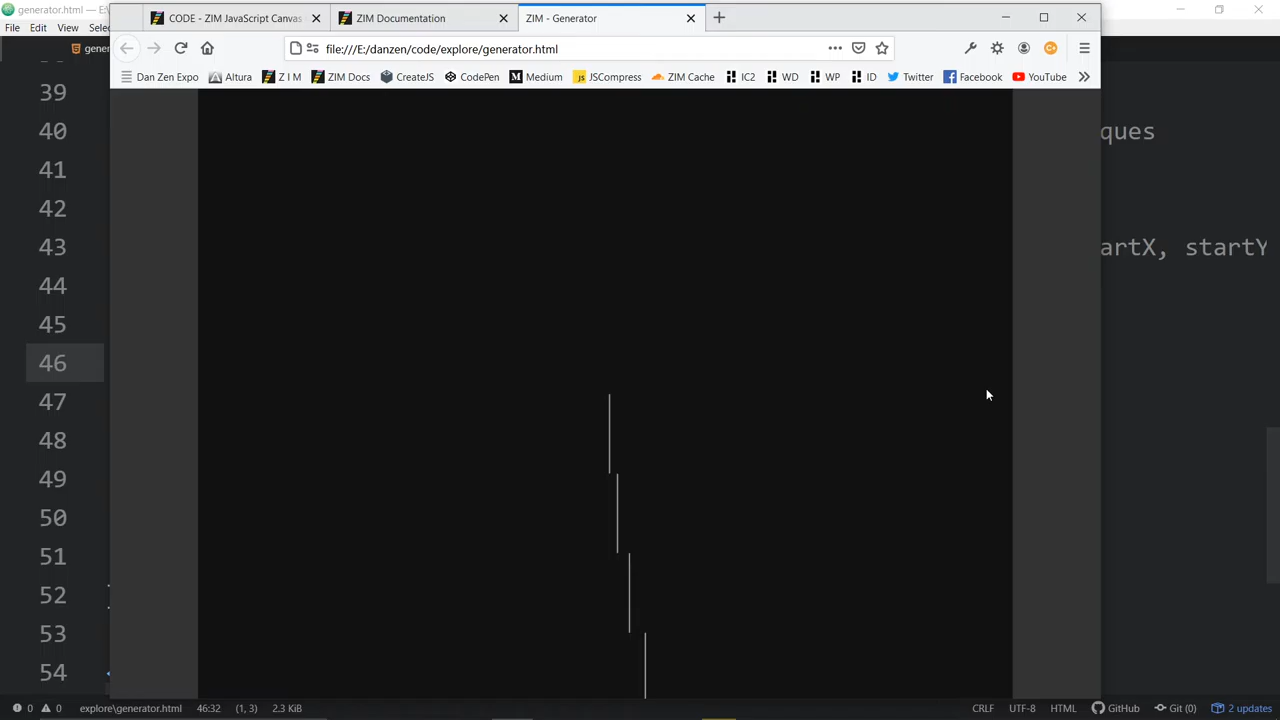 generator.html — E:
File Edit View Selec
gener
CODE - ZIM JavaScript Canvas
ZIM Documentation
ZIM - Generator
file:///E:/danzen/code/explore/generator.html
Dan Zen Expo Altura Z I M ZIM Docs CreateJS CodePen Medium JSCompress ZIM Cache IC2 WD WP ID Twitter Facebook YouTube
39
40 ques
41
42
43 artX, startY
44
45
46
47
48
49
50
51
52
53
54
0 0 explore\generator.html 46:32 (1, 3) 2.3 KiB CRLF UTF-8 HTML GitHub Git (0) 2 updates